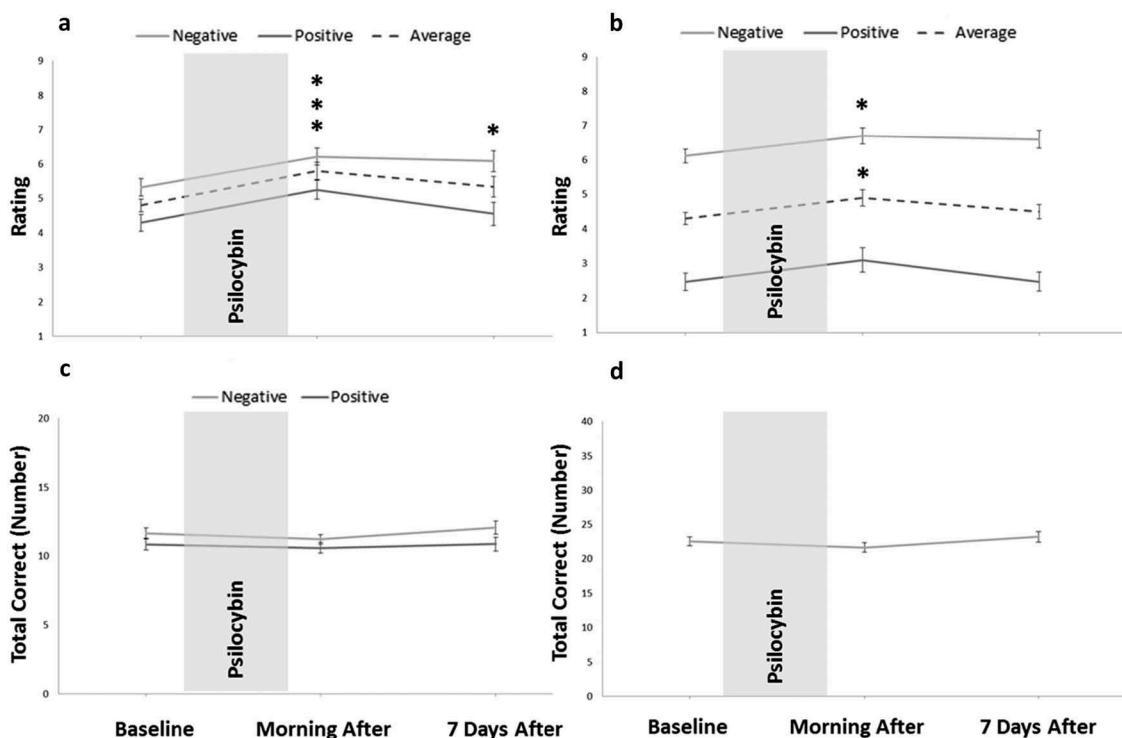 a
Negative Positive Average
9
8
7
6
5
4
3
2
1
Rating
Psilocybin
*
*
*
*
b
Negative Positive Average
9
8
7
6
5
4
3
2
1
Rating
Psilocybin
*
*
c
Negative Positive
20
15
10
5
0
Total Correct (Number)
Psilocybin
Baseline Morning After 7 Days After
d
40
35
30
25
20
15
10
5
0
Total Correct (Number)
Psilocybin
Baseline Morning After 7 Days After